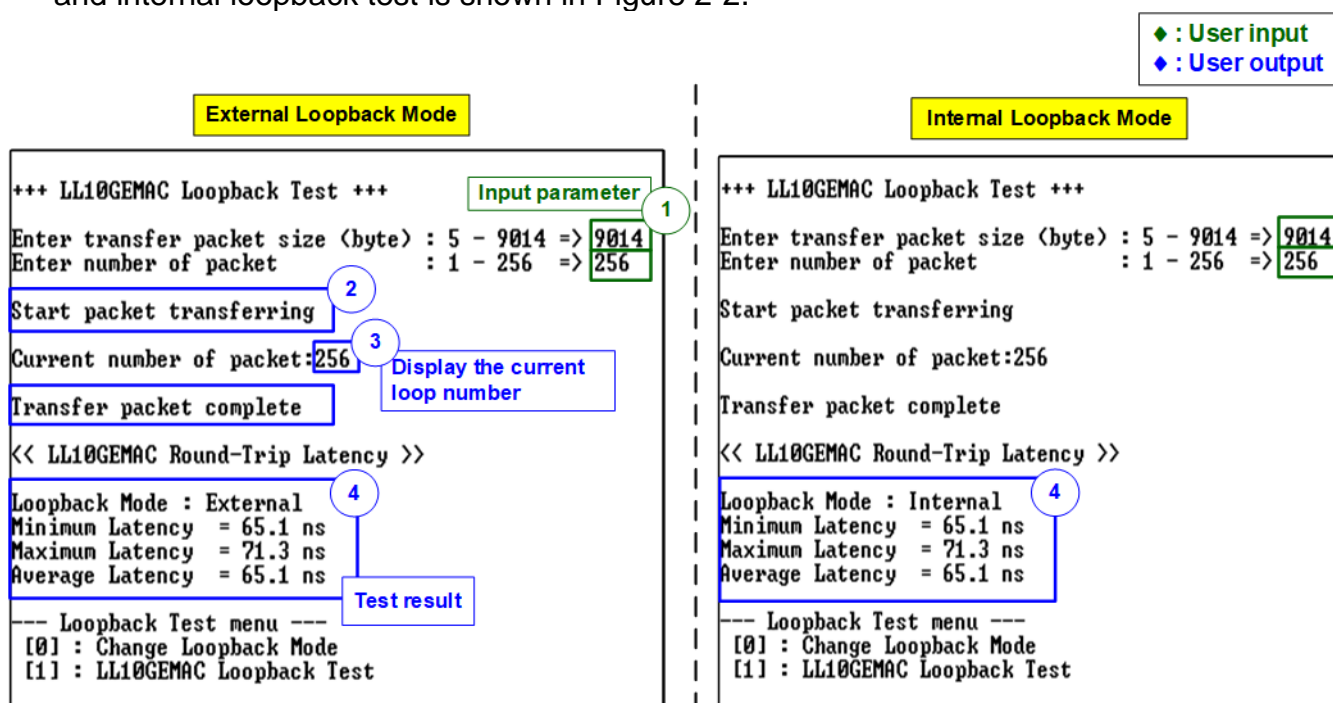 and internal loopback test is shown in Figure 2-2.
♦ : User input
♦ : User output
External Loopback Mode
+++ LL10GEMAC Loopback Test +++
Input parameter
1
Enter transfer packet size (byte) : 5 - 9014 => 9014
Enter number of packet : 1 - 256 => 256
2
Start packet transferring
3
Current number of packet:256
Display the current
loop number
Transfer packet complete
<< LL10GEMAC Round-Trip Latency >>
4
Loopback Mode : External
Minimum Latency = 65.1 ns
Maximum Latency = 71.3 ns
Average Latency = 65.1 ns
Test result
--- Loopback Test menu ---
[0] : Change Loopback Mode
[1] : LL10GEMAC Loopback Test
Internal Loopback Mode
+++ LL10GEMAC Loopback Test +++
Enter transfer packet size (byte) : 5 - 9014 => 9014
Enter number of packet : 1 - 256 => 256
Start packet transferring
Current number of packet:256
Transfer packet complete
<< LL10GEMAC Round-Trip Latency >>
4
Loopback Mode : Internal
Minimum Latency = 65.1 ns
Maximum Latency = 71.3 ns
Average Latency = 65.1 ns
--- Loopback Test menu ---
[0] : Change Loopback Mode
[1] : LL10GEMAC Loopback Test